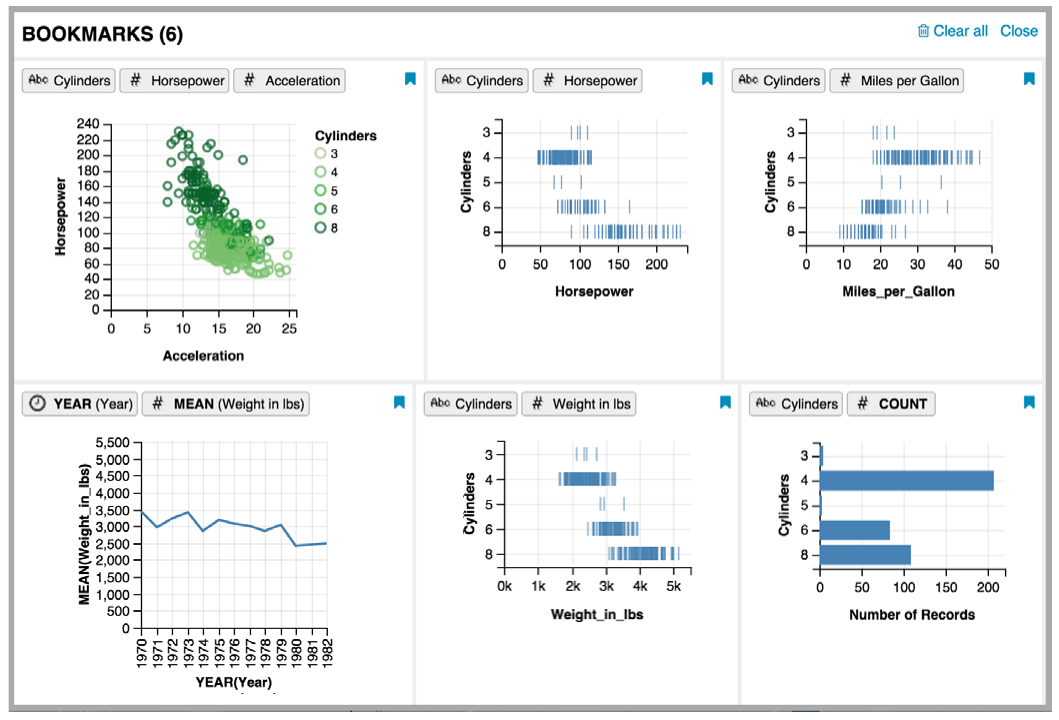 BOOKMARKS (6)
Clear all Close
Abc Cylinders # Horsepower # Acceleration
240
220
200
180
160
140
120
100
80
60
40
20
0
Horsepower
0 5 10 15 20 25
Acceleration
Cylinders
3
4
5
6
8
Abc Cylinders # Horsepower
3
4
5
6
8
Cylinders
0 50 100 150 200
Horsepower
Abc Cylinders # Miles per Gallon
3
4
5
6
8
Cylinders
0 10 20 30 40 50
Miles_per_Gallon
YEAR (Year) # MEAN (Weight in lbs)
5,500
5,000
4,500
4,000
3,500
3,000
2,500
2,000
1,500
1,000
500
0
MEAN(Weight_in_lbs)
1970 1971 1972 1973 1974 1975 1976 1977 1978 1979 1980 1981 1982
YEAR(Year)
Abc Cylinders # Weight in lbs
3
4
5
6
8
Cylinders
0k 1k 2k 3k 4k 5k
Weight_in_lbs
Abc Cylinders # COUNT
3
4
5
6
8
Cylinders
0 50 100 150 200
Number of Records